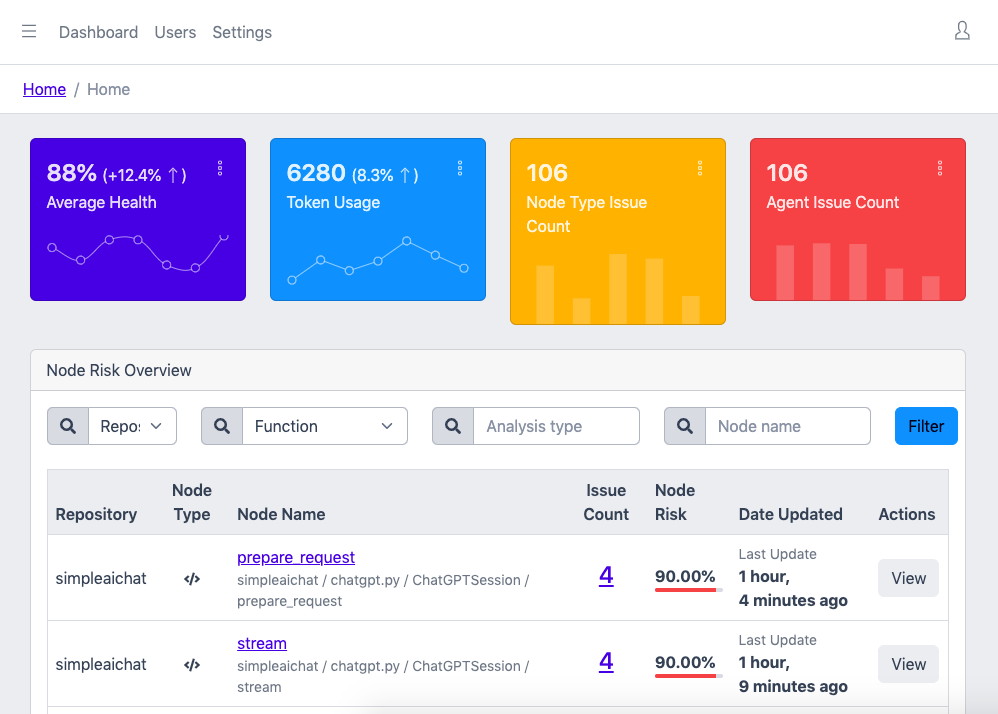 Dashboard Users Settings
Home / Home
88% (+12.4% ↑)
Average Health
6280 (8.3% ↑)
Token Usage
106
Node Type Issue
Count
106
Agent Issue Count
Node Risk Overview
Repos
Function
Analysis type
Node name
Filter
Repository
Node
Type
Node Name
Issue
Count
Node
Risk
Date Updated
Actions
simpleaichat
prepare_request
simpleaichat / chatgpt.py / ChatGPTSession /
prepare_request
4
90.00%
Last Update
1 hour,
4 minutes ago
View
simpleaichat
stream
simpleaichat / chatgpt.py / ChatGPTSession /
stream
4
90.00%
Last Update
1 hour,
9 minutes ago
View